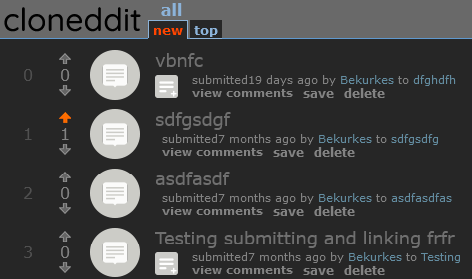 cloneddit
all
new top
0
0
vbnfc
submitted19 days ago by Bekurkes to dfghdfh
view comments save delete
1
1
sdfgsdgf
submitted7 months ago by Bekurkes to sdfgsdfg
view comments save delete
2
0
asdfasdf
submitted7 months ago by Bekurkes to asdfasdfas
view comments save delete
3
0
Testing submitting and linking frfr
submitted7 months ago by Bekurkes to Testing
view comments save delete